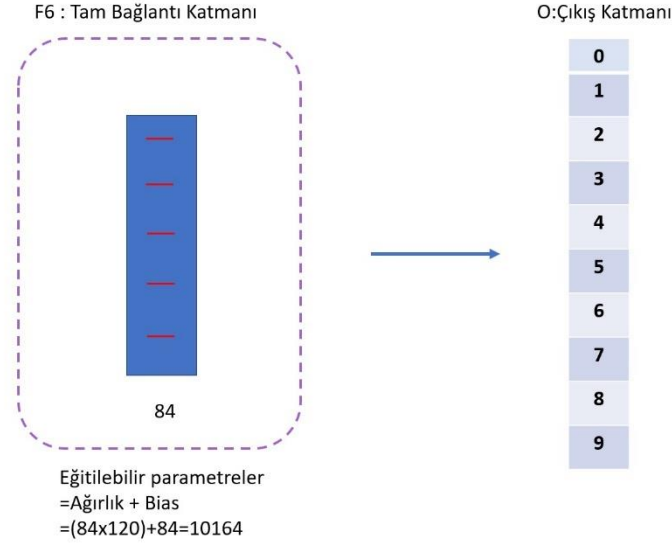 F6 : Tam Bağlantı Katmanı
84
Eğitilebilir parametreler
=Ağırlık + Bias
=(84x120)+84=10164
O:Çıkış Katmanı
0
1
2
3
4
5
6
7
8
9